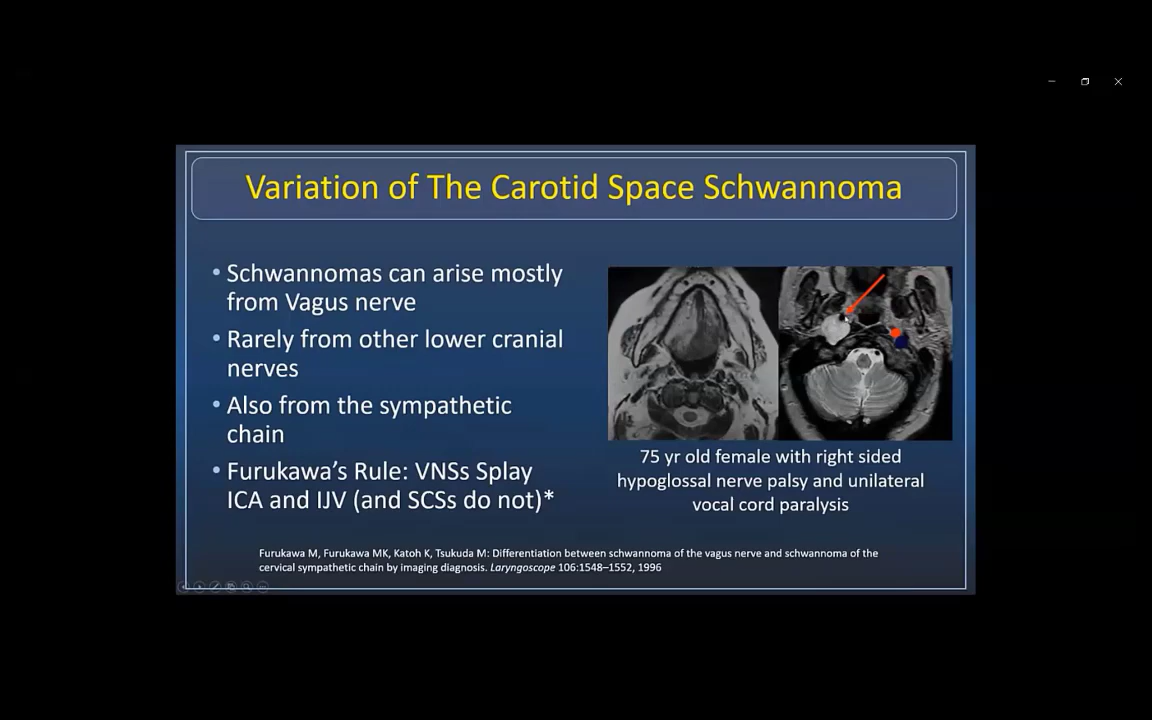 Variation of The Carotid Space Schwannoma
• Schwannomas can arise mostly
from Vagus nerve
• Rarely from other lower cranial
nerves
• Also from the sympathetic
chain
• Furukawa's Rule: VNSs Splay
ICA and IJV (and SCSs do not)*
75 yr old female with right sided
hypoglossal nerve palsy and unilateral
vocal cord paralysis
Furukawa M, Furukawa MK, Katoh K, Tsukuda M: Differentiation between schwannoma of the vagus nerve and schwannoma of the
cervical sympathetic chain by imaging diagnosis. Laryngoscope 106:1548–1552, 1996